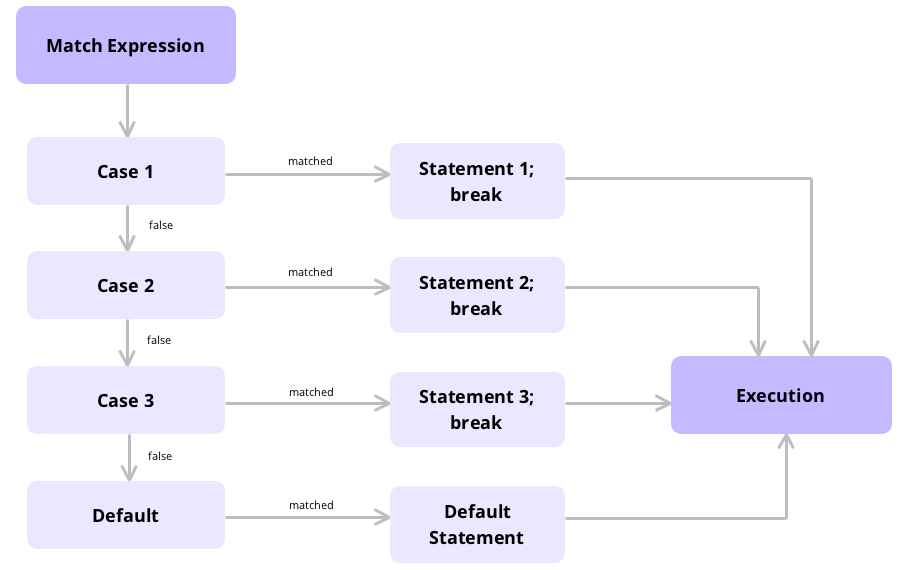 Match Expression
Case 1
matched
Statement 1;
break
false
Case 2
matched
Statement 2;
break
false
Case 3
matched
Statement 3;
break
Execution
false
Default
matched
Default
Statement